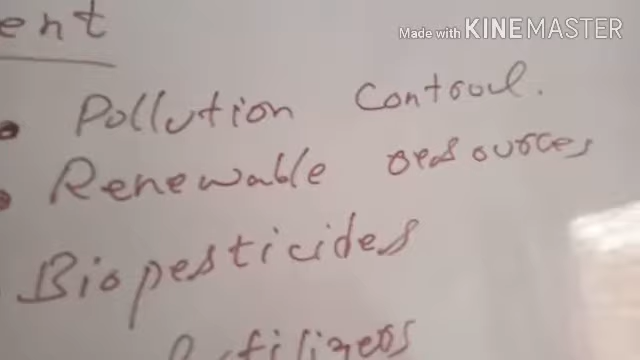 ent
Made with KINEMASTER
• Pollution Control.
• Renewable resources
Biopesticides